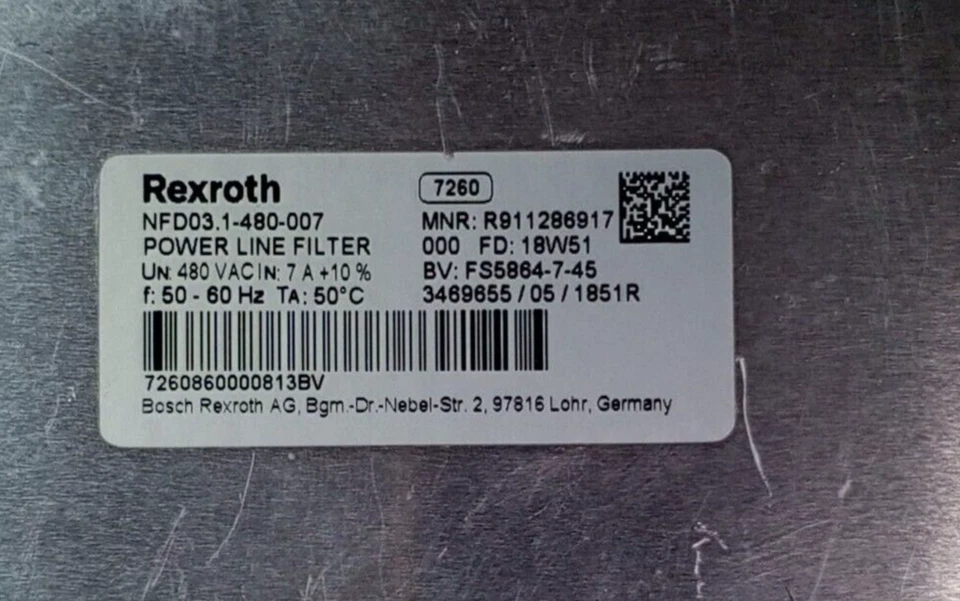 Rexroth 7260
NFD03.1-480-007 MNR: R911286917
POWER LINE FILTER 000 FD: 18W51
UN: 480 VAC IN: 7 A +10 % BV: FS5864-7-45
f: 50 - 60 Hz TA: 50°C 3469655 / 05 / 1851R
7260860000813BV
Bosch Rexroth AG, Bgm.-Dr.-Nebel-Str. 2, 97816 Lohr, Germany